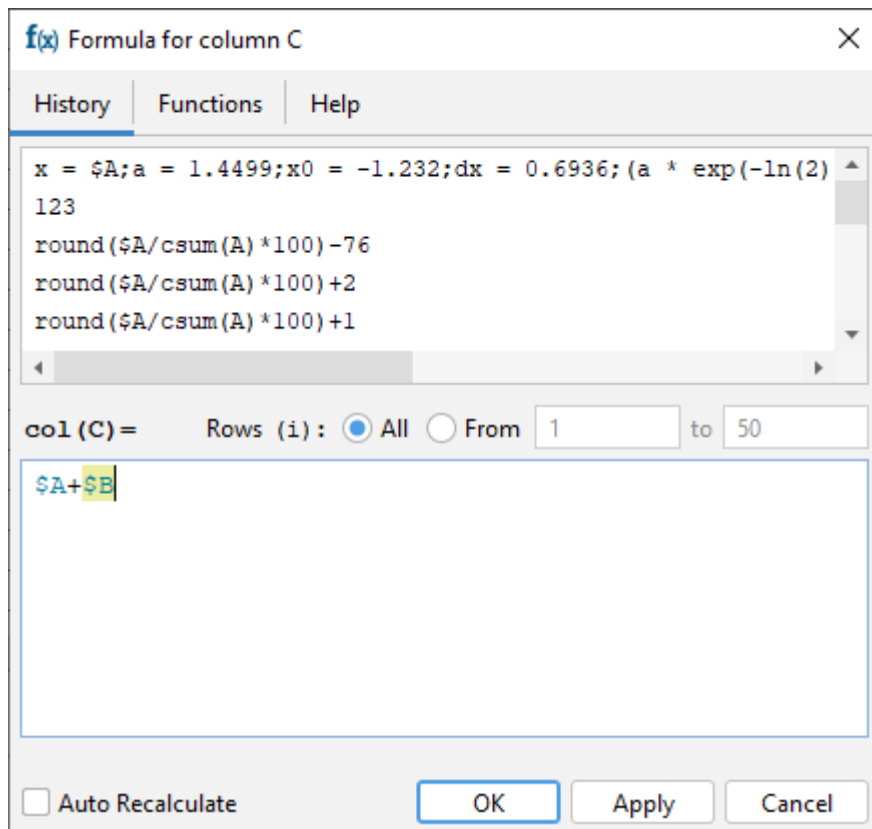 f(x) Formula for column C
History Functions Help
x = $A;a = 1.4499;x0 = -1.232;dx = 0.6936;(a * exp(-ln(2)
123
round($A/csum(A)*100)-76
round($A/csum(A)*100)+2
round($A/csum(A)*100)+1
col(C)= Rows (i): All From 1 to 50
$A+$B
Auto Recalculate OK Apply Cancel